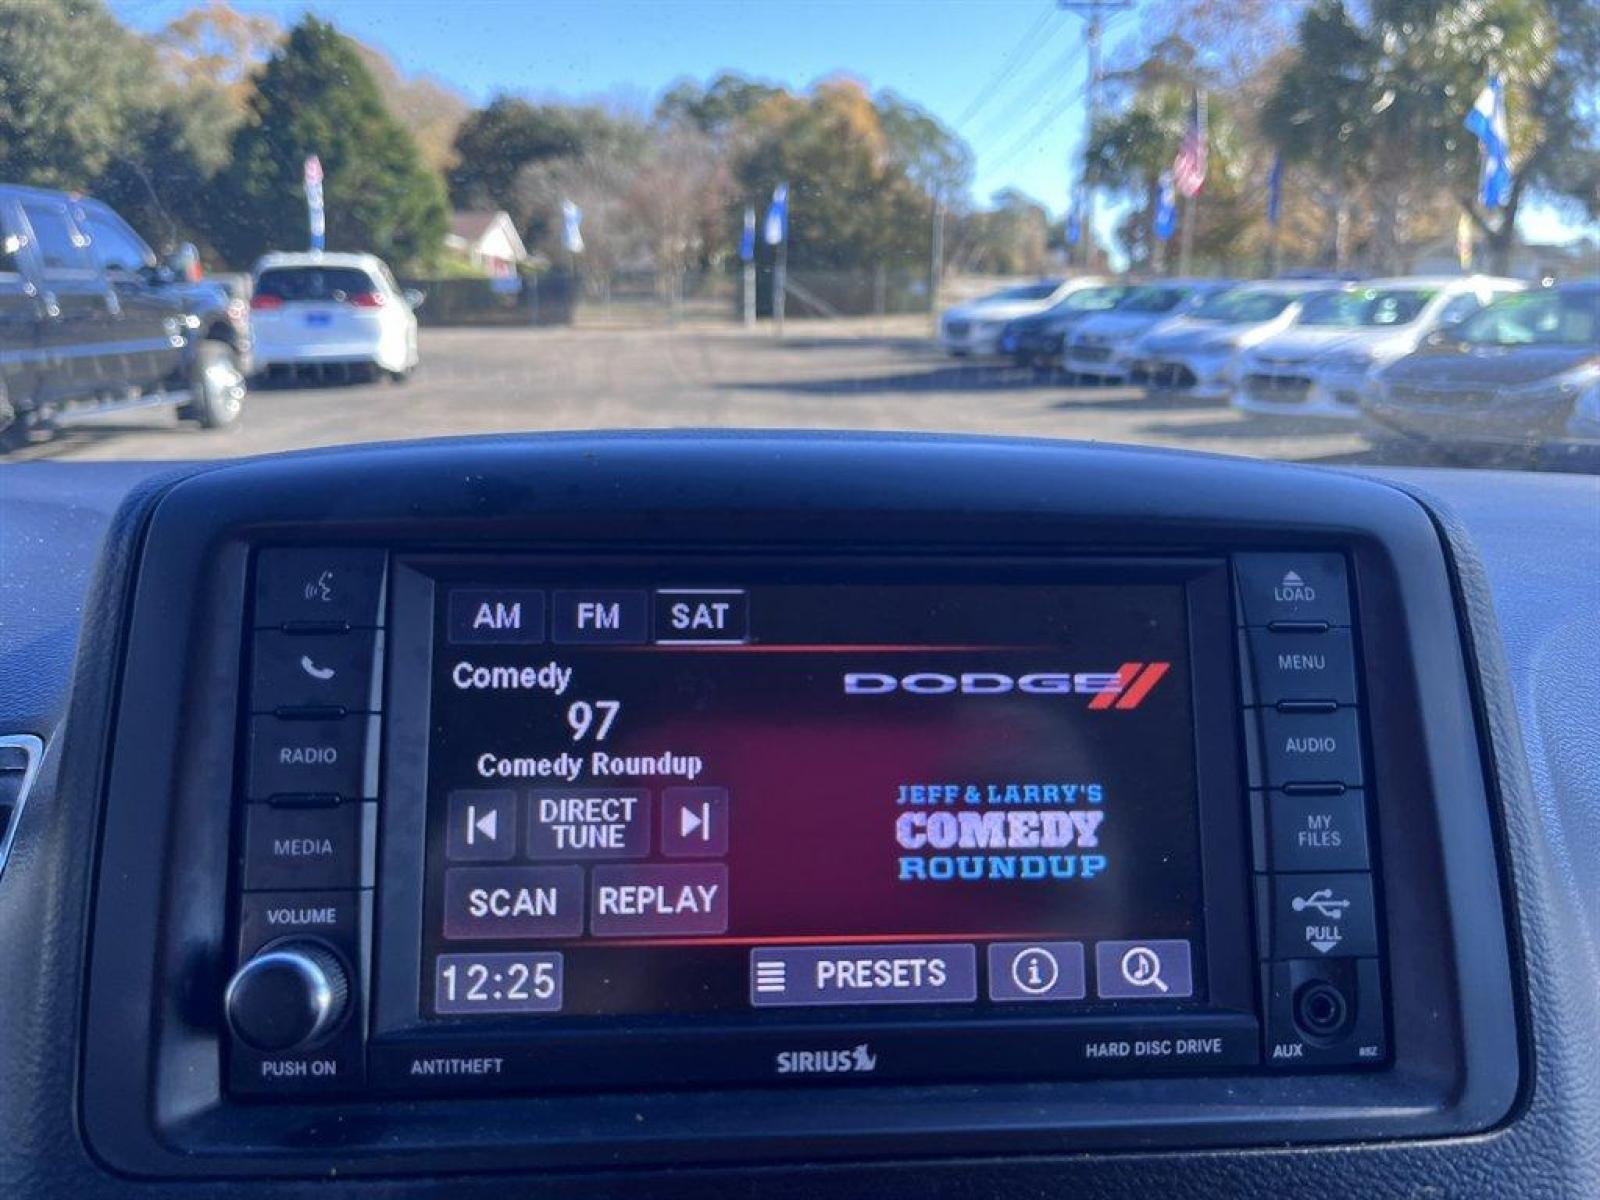 AM FM SAT
Comedy
97
Comedy Roundup
DIRECT
TUNE
SCAN REPLAY
12:25
PRESETS
DODGE
JEFF & LARRY'S
COMEDY
ROUNDUP
RADIO
MEDIA
VOLUME
PUSH ON
ANTITHEFT
SIRIUS
HARD DISC DRIVE
LOAD
MENU
AUDIO
MY
FILES
PULL
AUX